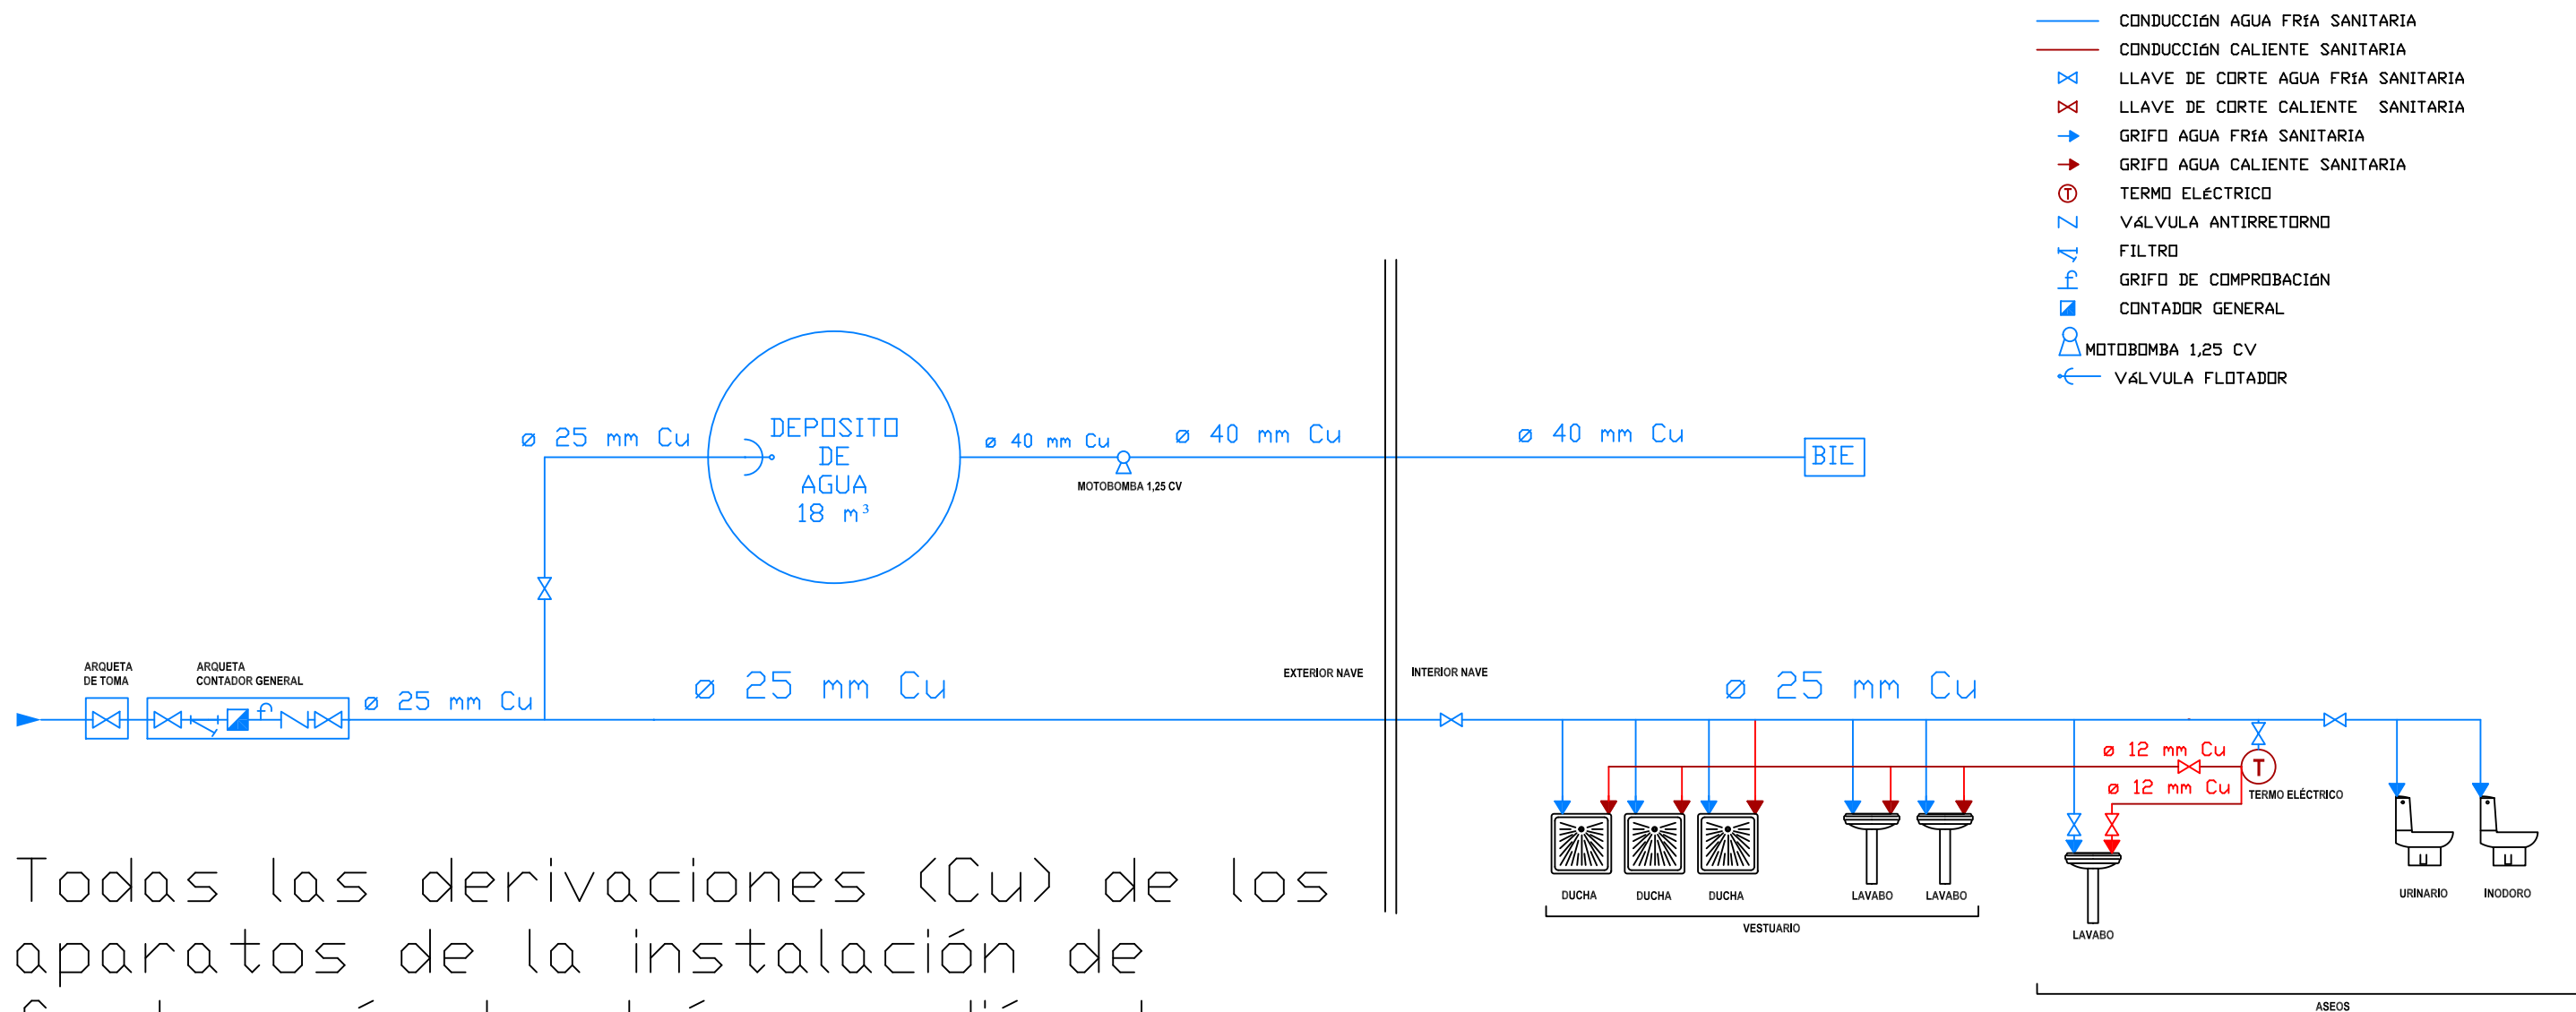 CONDUCCIóN AGUA FRíA SANITARIA
CONDUCCIóN CALIENTE SANITARIA
LLAVE DE CORTE AGUA FRíA SANITARIA
LLAVE DE CORTE CALIENTE SANITARIA
GRIFO AGUA FRíA SANITARIA
GRIFO AGUA CALIENTE SANITARIA
T TERMO ELéCTRICO
VáLVULA ANTIRRETORNO
FILTRO
GRIFO DE COMPROBACIóN
CONTADOR GENERAL
MOTOBOMBA 1,25 CV
VáLVULA FLOTADOR
ø 25 mm Cu
DEPOSITO
DE
AGUA
18 m³
ø 40 mm Cu
ø 40 mm Cu
ø 40 mm Cu
BIE
MOTOBOMBA 1,25 CV
ARQUETA
DE TOMA
ARQUETA
CONTADOR GENERAL
ø 25 mm Cu
ø 25 mm Cu
EXTERIOR NAVE
INTERIOR NAVE
ø 25 mm Cu
ø 12 mm Cu
ø 12 mm Cu
T
TERMO ELÉCTRICO
DUCHA
DUCHA
DUCHA
LAVABO
LAVABO
VESTUARIO
LAVABO
URINARIO
INODORO
ASEOS
Todas las derivaciones (Cu) de los
aparatos de la instalación de